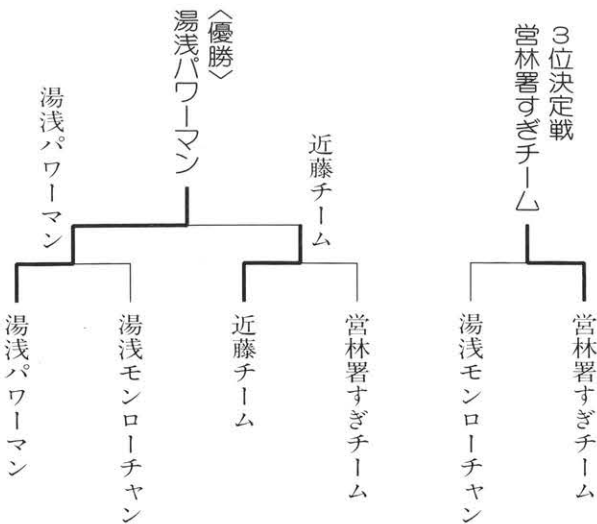 3位決定戦
営林署すぎチーム
〈優勝〉
湯浅パワーマン
近藤チーム
湯浅パワーマン
営林署すぎチーム
湯浅モンローチャン
営林署すぎチーム
近藤チーム
湯浅モンローチャン
湯浅パワーマン